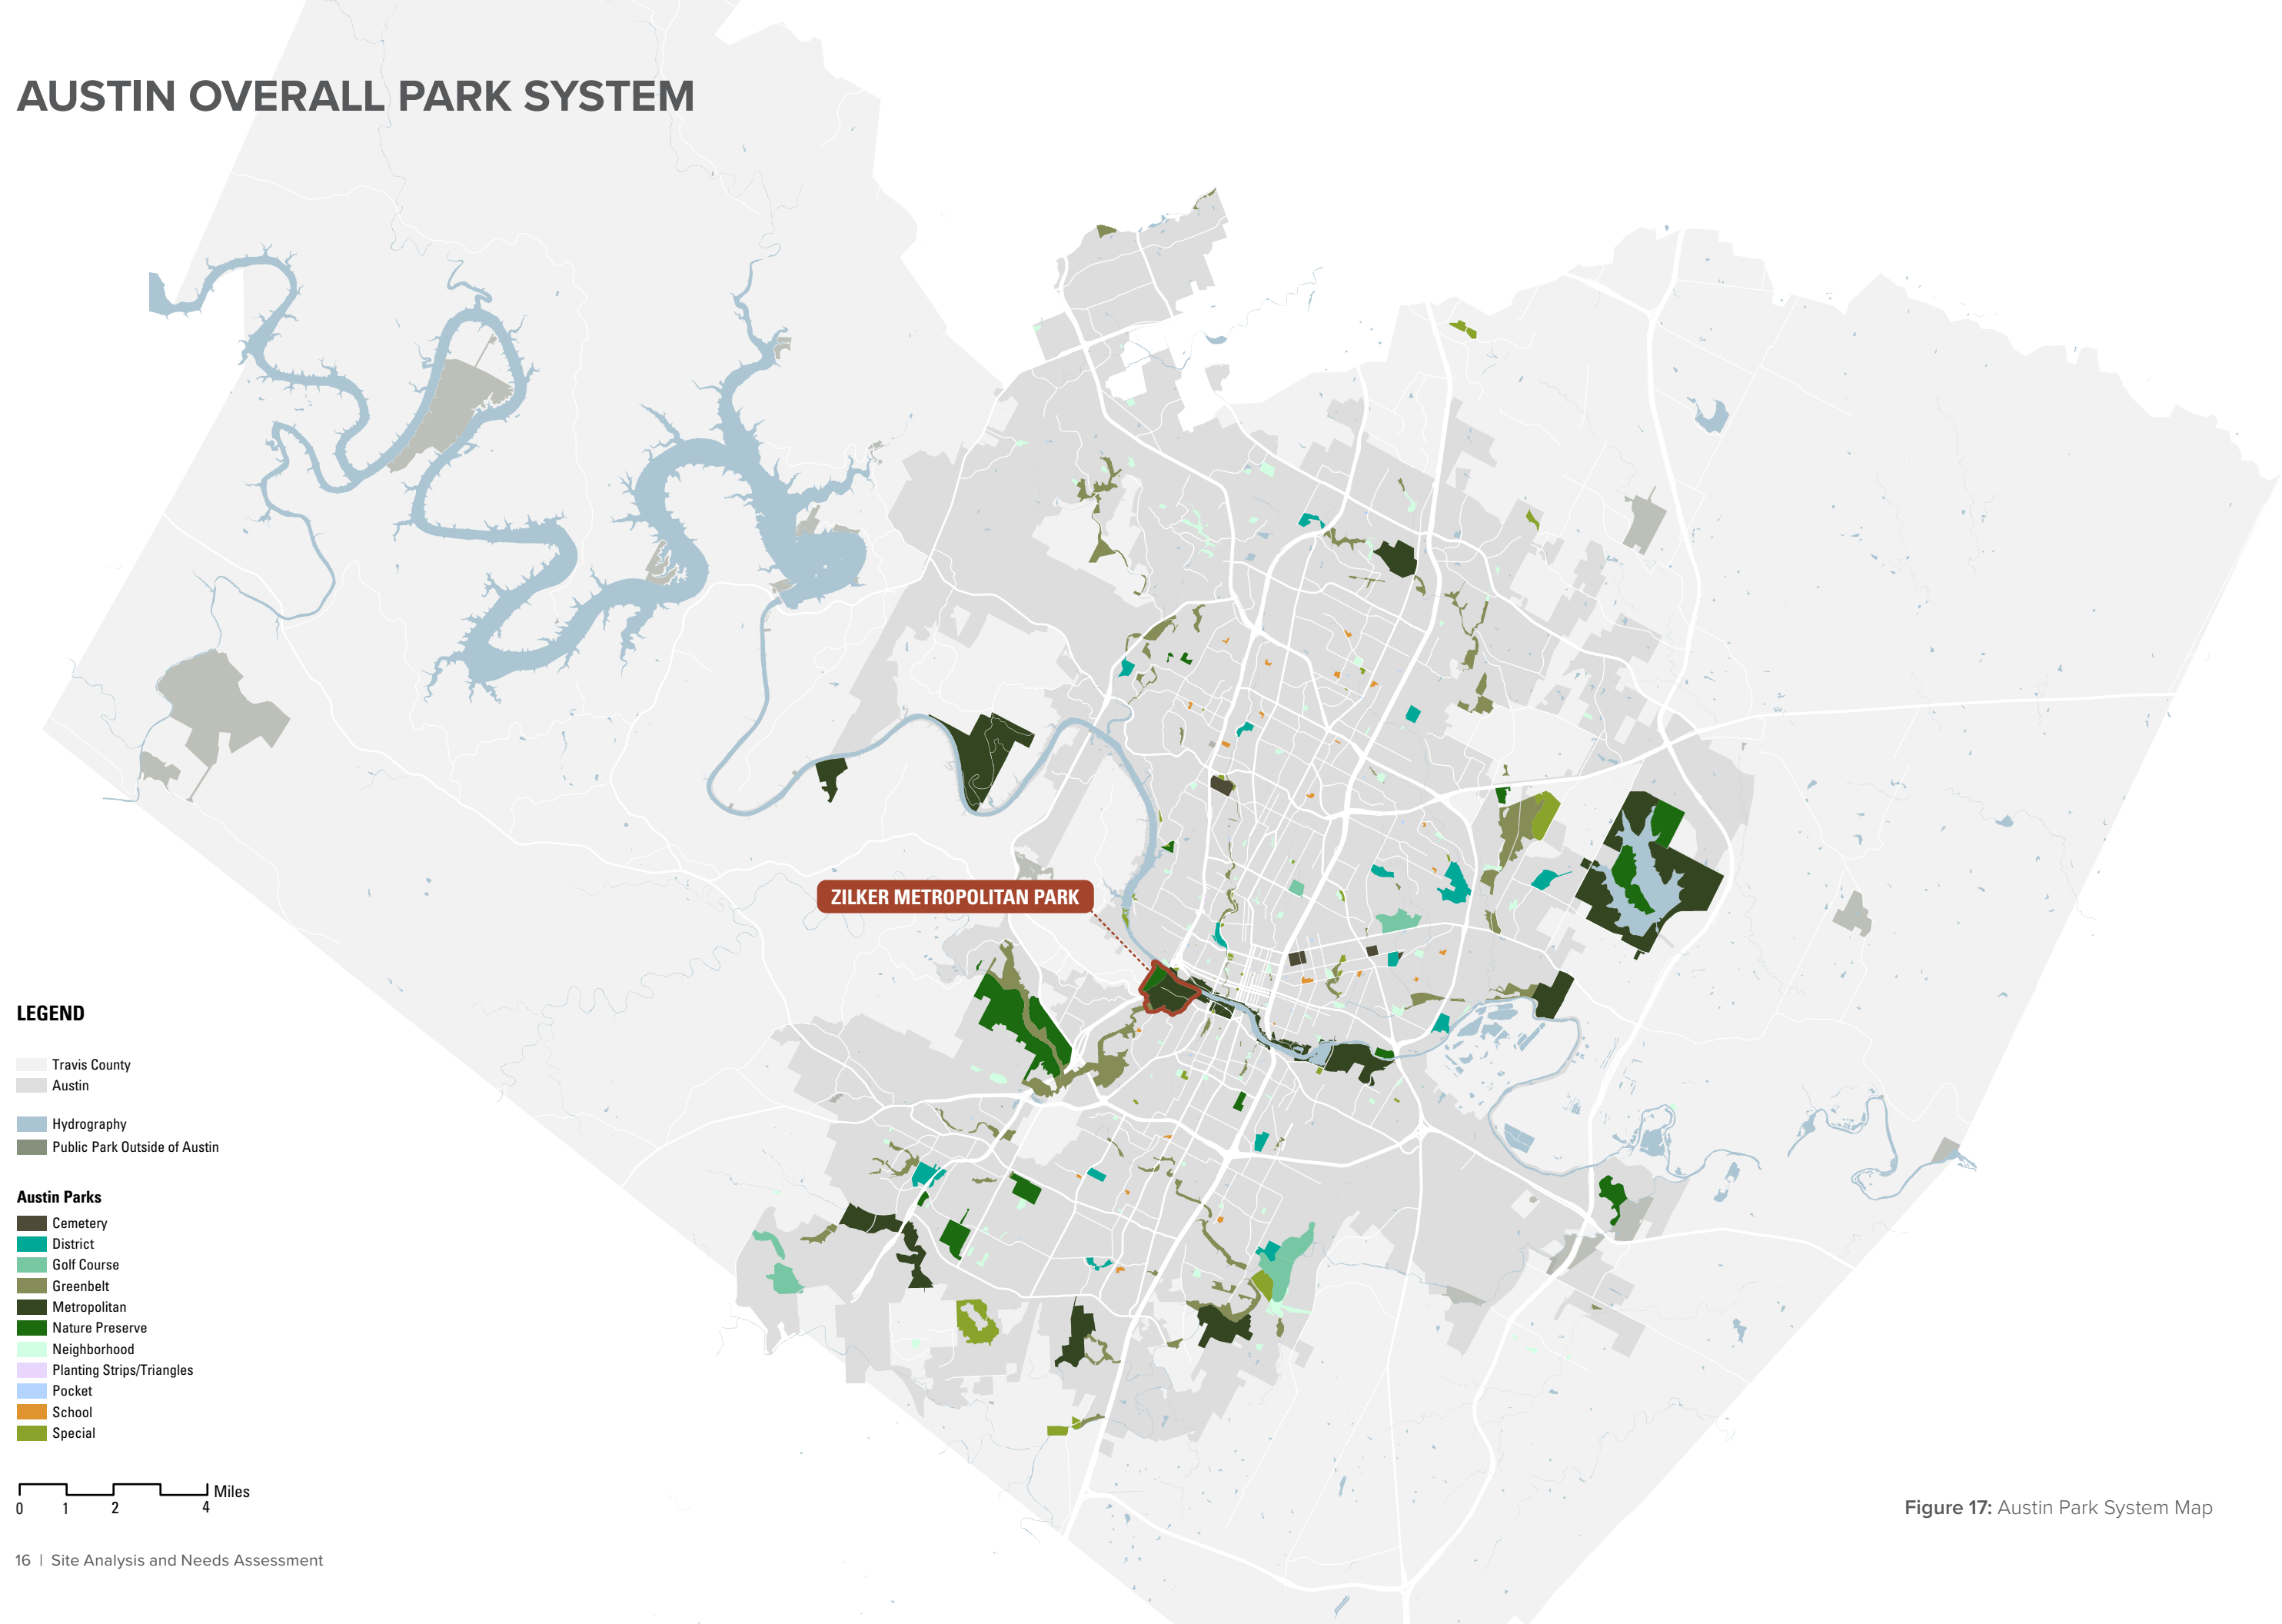 AUSTIN OVERALL PARK SYSTEM
ZILKER METROPOLITAN PARK
LEGEND
Travis County
Austin
Hydrography
Public Park Outside of Austin
Austin Parks
Cemetery
District
Golf Course
Greenbelt
Metropolitan
Nature Preserve
Neighborhood
Planting Strips/Triangles
Pocket
School
Special
Miles
0 1 2 4
Figure 17: Austin Park System Map
16 | Site Analysis and Needs Assessment